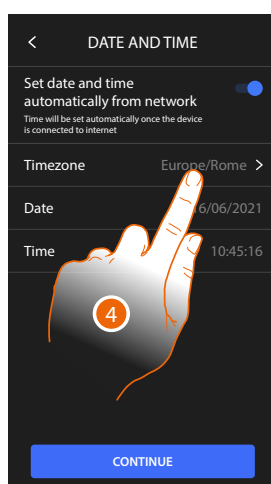 < DATE AND TIME
Set date and time
automatically from network
Time will be set automatically once the device
is connected to internet
Timezone Europe/Rome >
Date 16/06/2021
Time 10:45:16
4
CONTINUE